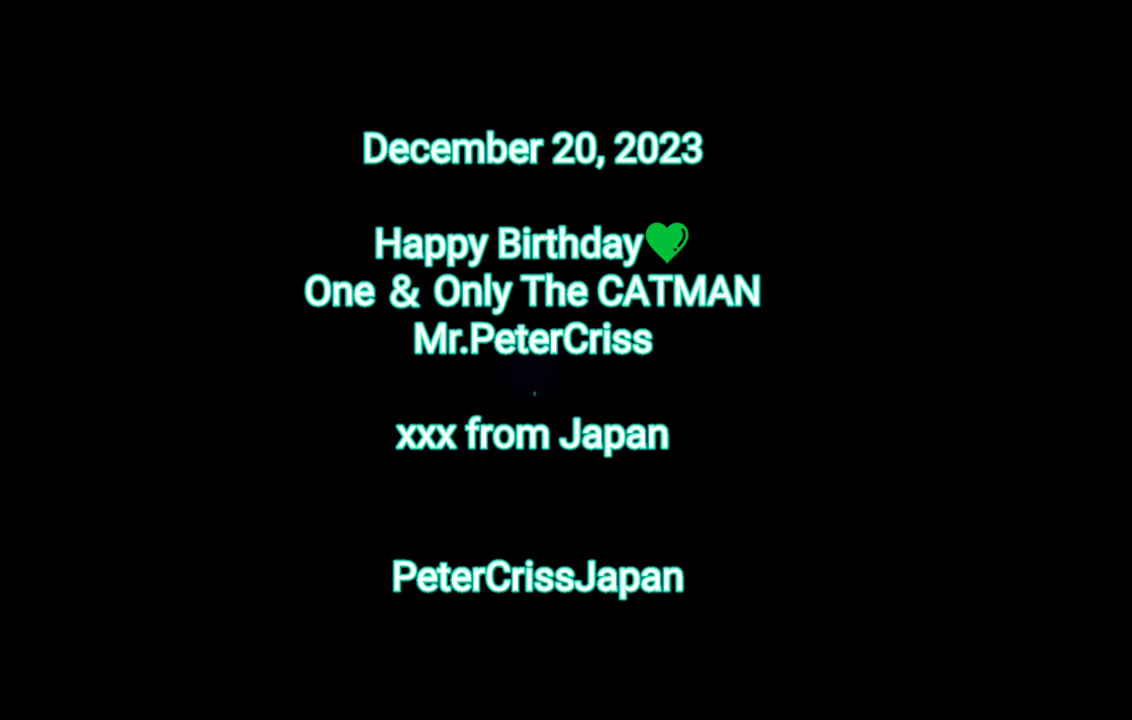 December 20, 2023
Happy Birthday💚
One & Only The CATMAN
Mr.PeterCriss
xxx from Japan
PeterCrissJapan